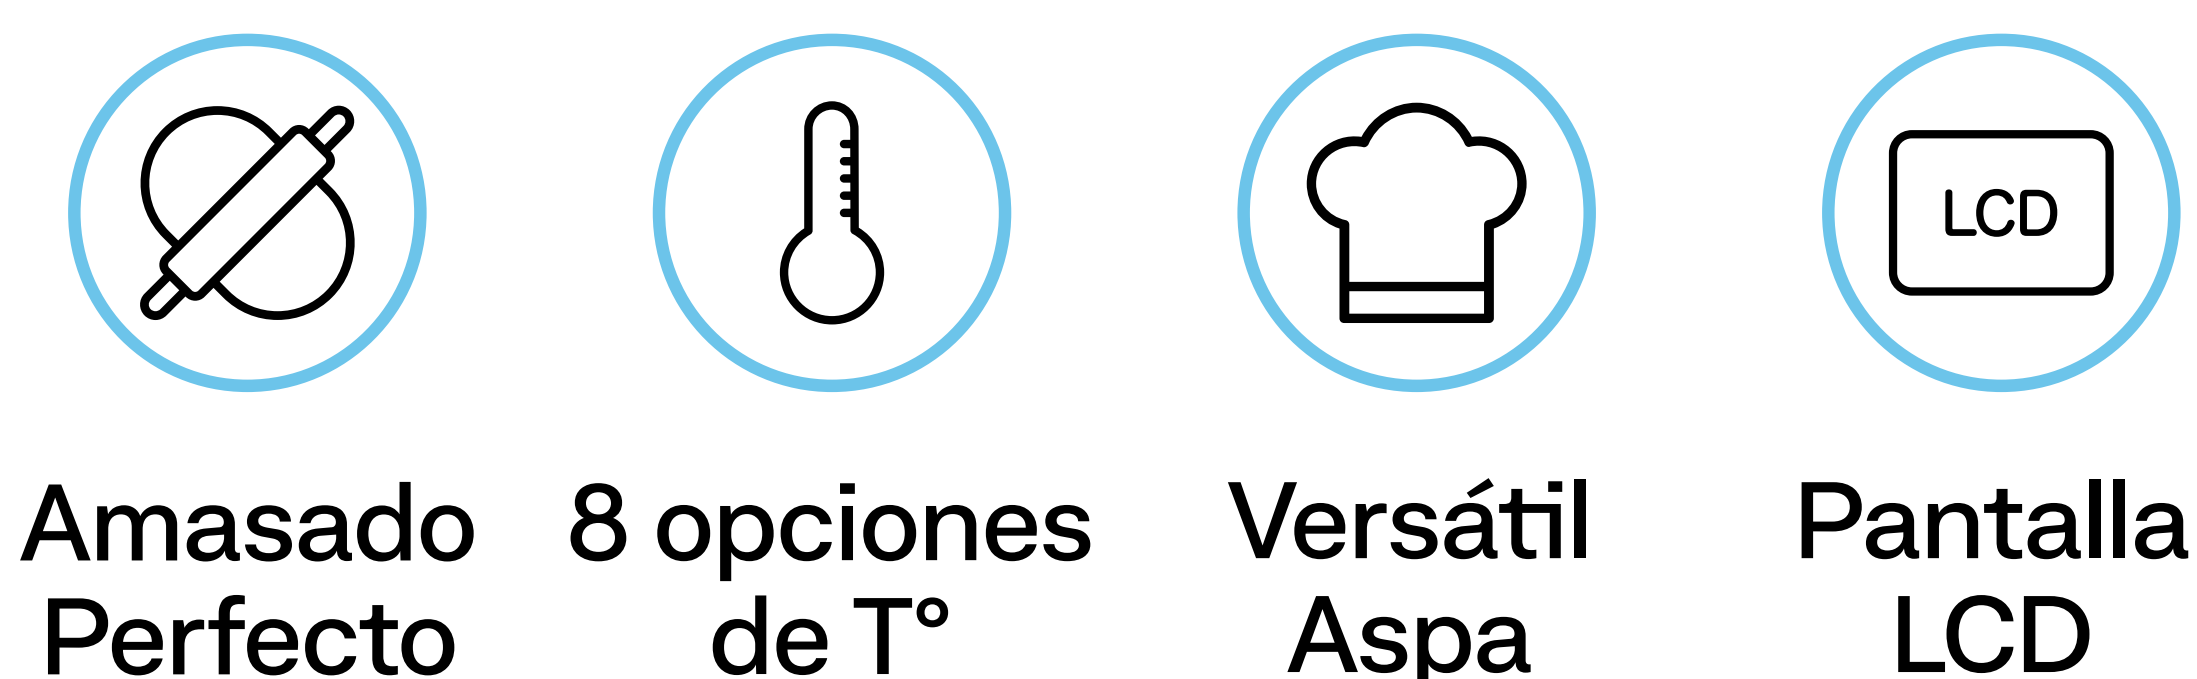 LCD
Amasado
Perfecto
8 opciones
de T°
Versátil
Aspa
Pantalla
LCD